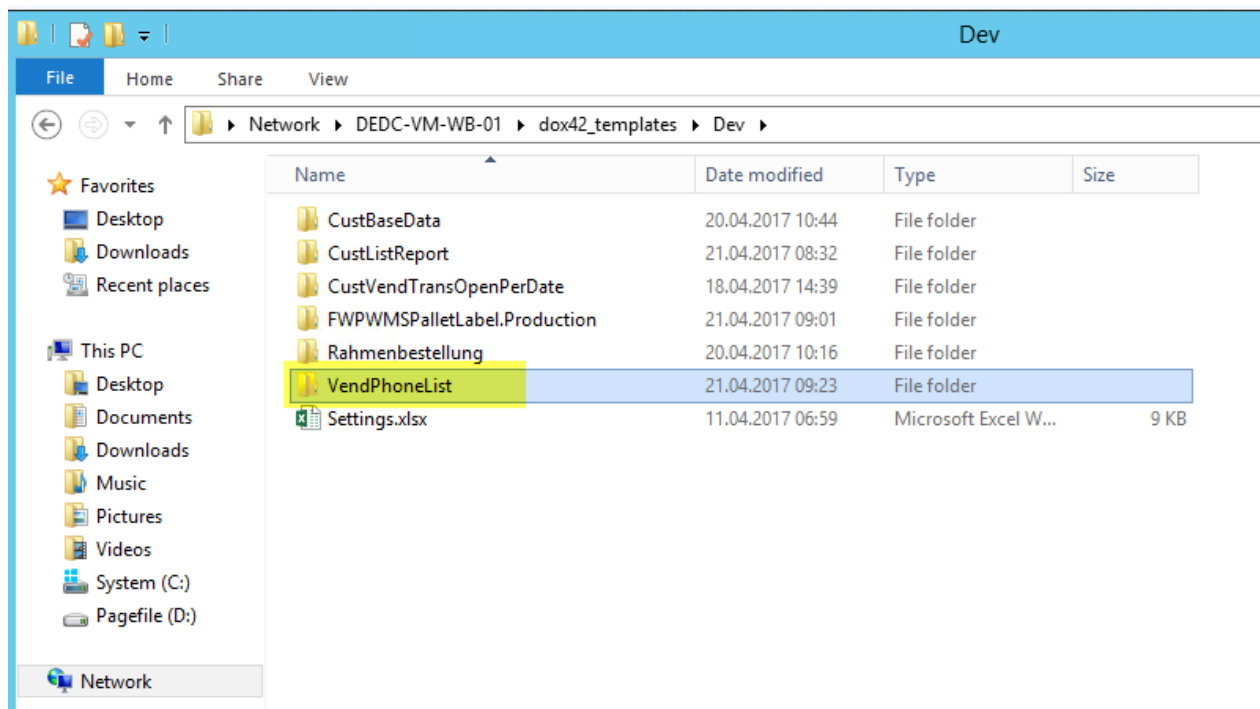 Dev
File Home Share View
Network DEDC-VM-WB-01 dox42_templates Dev
Favorites
Desktop
Downloads
Recent places
This PC
Desktop
Documents
Downloads
Music
Pictures
Videos
System (C:)
Pagefile (D:)
Network
Name Date modified Type Size
CustBaseData 20.04.2017 10:44 File folder
CustListReport 21.04.2017 08:32 File folder
CustVendTransOpenPerDate 18.04.2017 14:39 File folder
FWPWMSPalletLabel.Production 21.04.2017 09:01 File folder
Rahmenbestellung 20.04.2017 10:16 File folder
VendPhoneList 21.04.2017 09:23 File folder
Settings.xlsx 11.04.2017 06:59 Microsoft Excel W... 9 KB